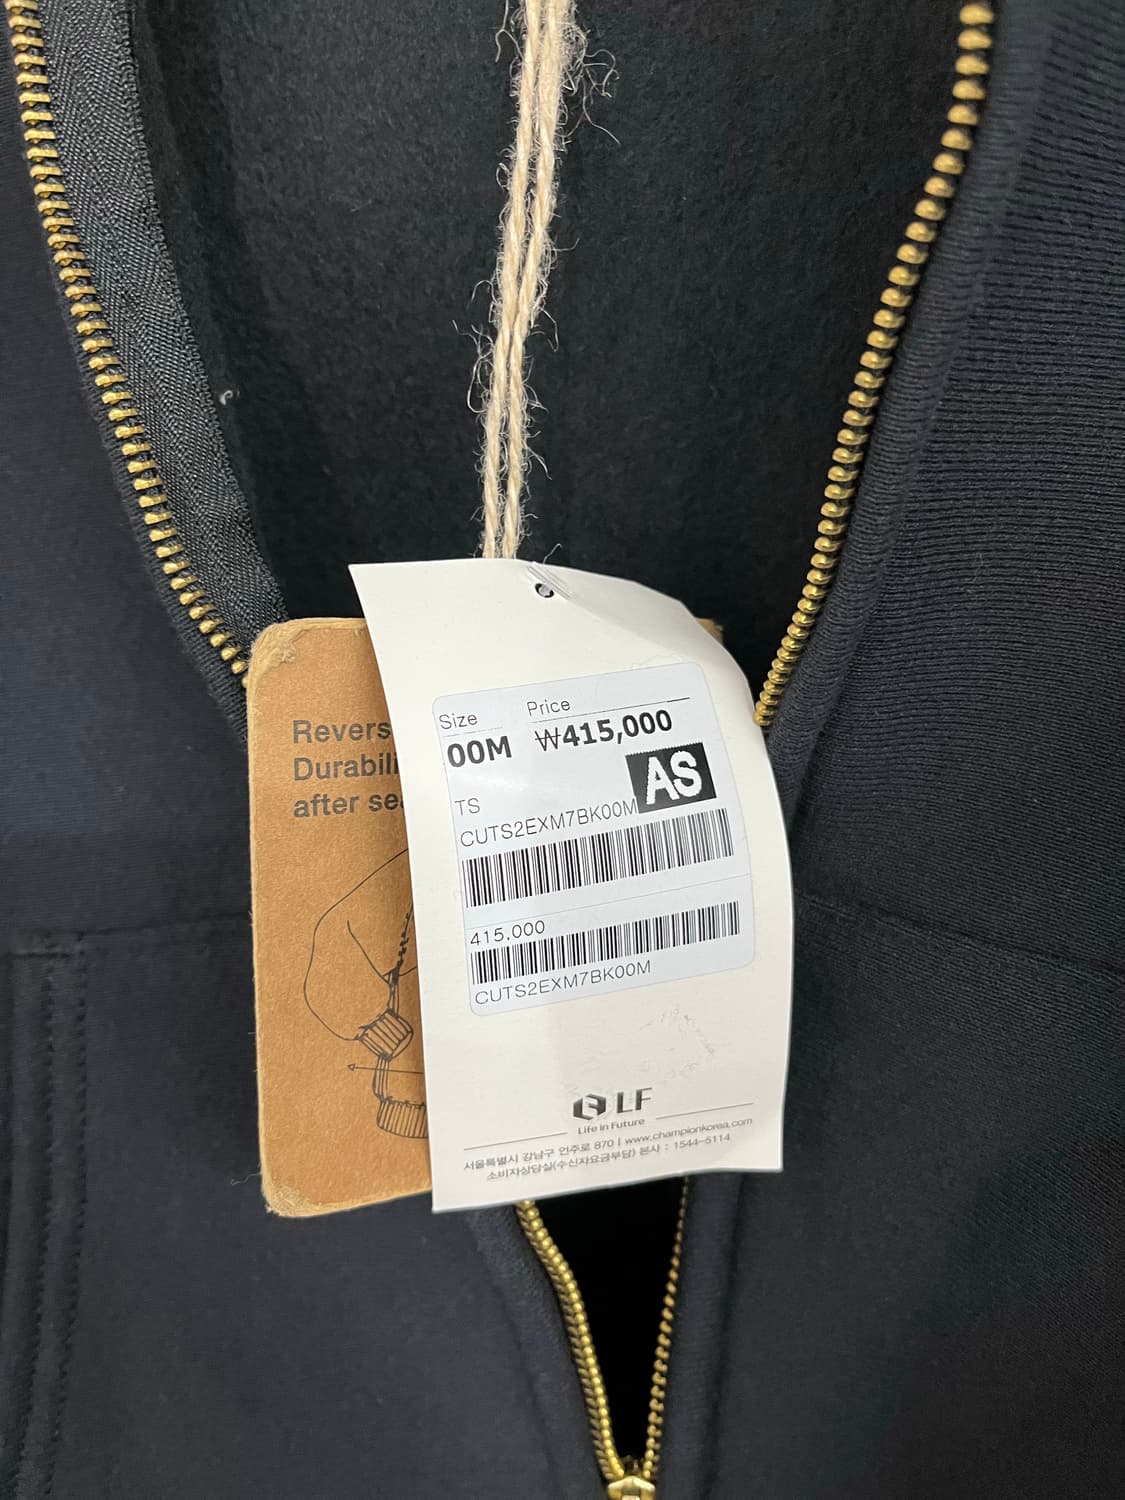 Revers
Durabili
after sea
Size Price
00M ₩415,000
AS
TS
CUTS2EXM7BK00M
415,000
CUTS2EXM7BK00M
LF
Life in Future
서울특별시 강남구 언주로 870 | www.championkorea.com
소비자상담실(수신자요금부담) 본사 : 1544-5114